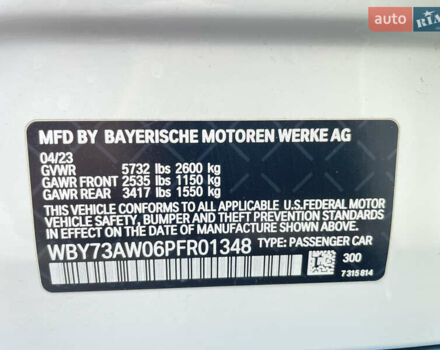 AUTO
RIA
MFD BY BAYERISCHE MOTOREN WERKE AG
04/23
GVWR 5732 lbs 2600 kg
GAWR FRONT 2535 lbs 1150 kg
GAWR REAR 3417 lbs 1550 kg
THIS VEHICLE CONFORMS TO ALL APPLICABLE U.S.FEDERAL MOTOR
VEHICLE SAFETY, BUMPER, AND THEFT PREVENTION STANDARDS IN
EFFECT ON THE DATE OF MANUFACTURE SHOWN ABOVE.
WBY73AW06PFR01348 TYPE: PASSENGER CAR
300
7 315 814